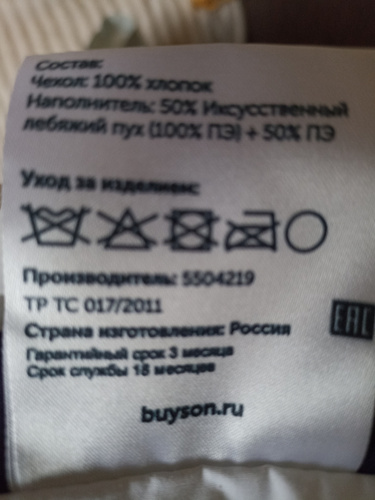 Состав:
Чехол: 100% хлопок
Наполнитель: 50% Искусственный
лебяжий пух (100% ПЭ) + 50% ПЭ
Уход за изделием:
Производитель: 5504219
ТР ТС 017/2011
Страна изготовления: Россия
EAC
Гарантийный срок 3 месяца
Срок службы 18 месяцев
buyson.ru